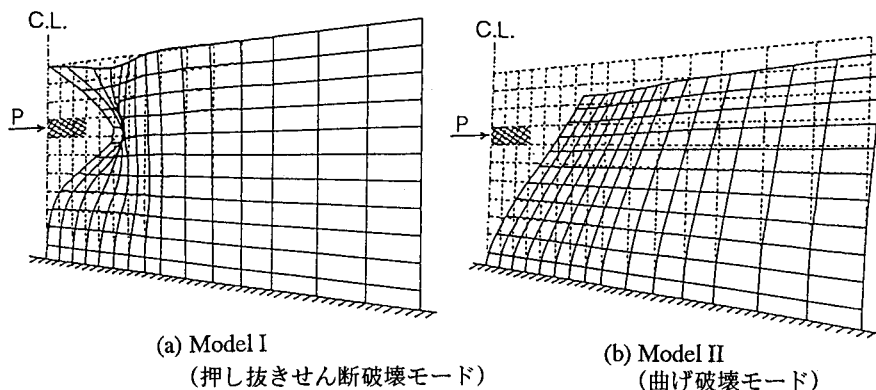 C.L.
P
(a) Model I
(押し抜きせん断破壊モード)
C.L.
P
(b) Model II
(曲げ破壊モード)